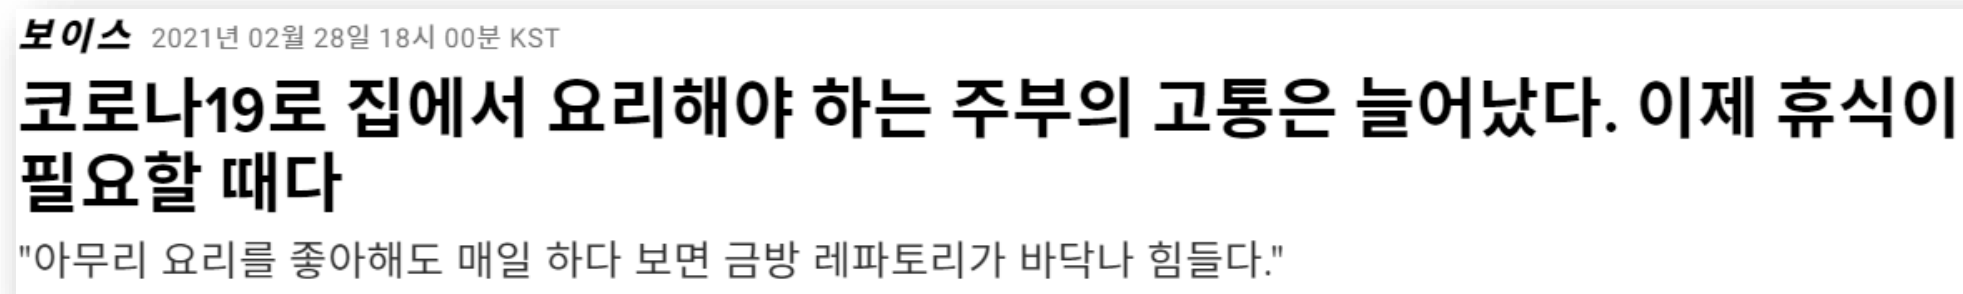 보이스 2021년 02월 28일 18시 00분 KST
코로나19로 집에서 요리해야 하는 주부의 고통은 늘어났다. 이제 휴식이
필요할 때다
"아무리 요리를 좋아해도 매일 하다 보면 금방 레파토리가 바닥나 힘들다."